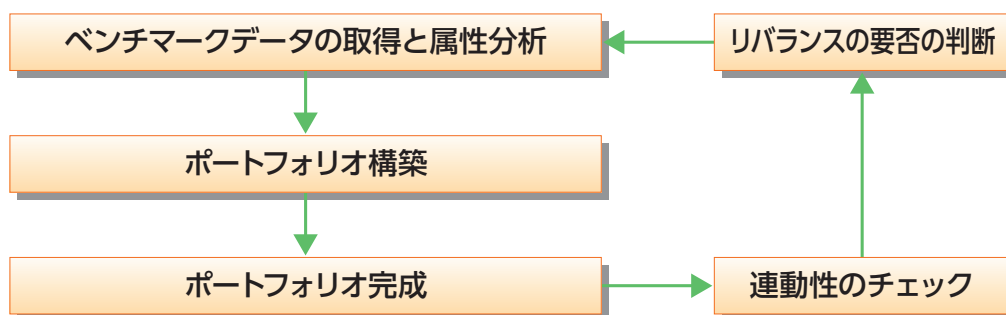 ベンチマークデータの取得と属性分析
リバランスの要否の判断
ポートフォリオ構築
ポートフォリオ完成
連動性のチェック